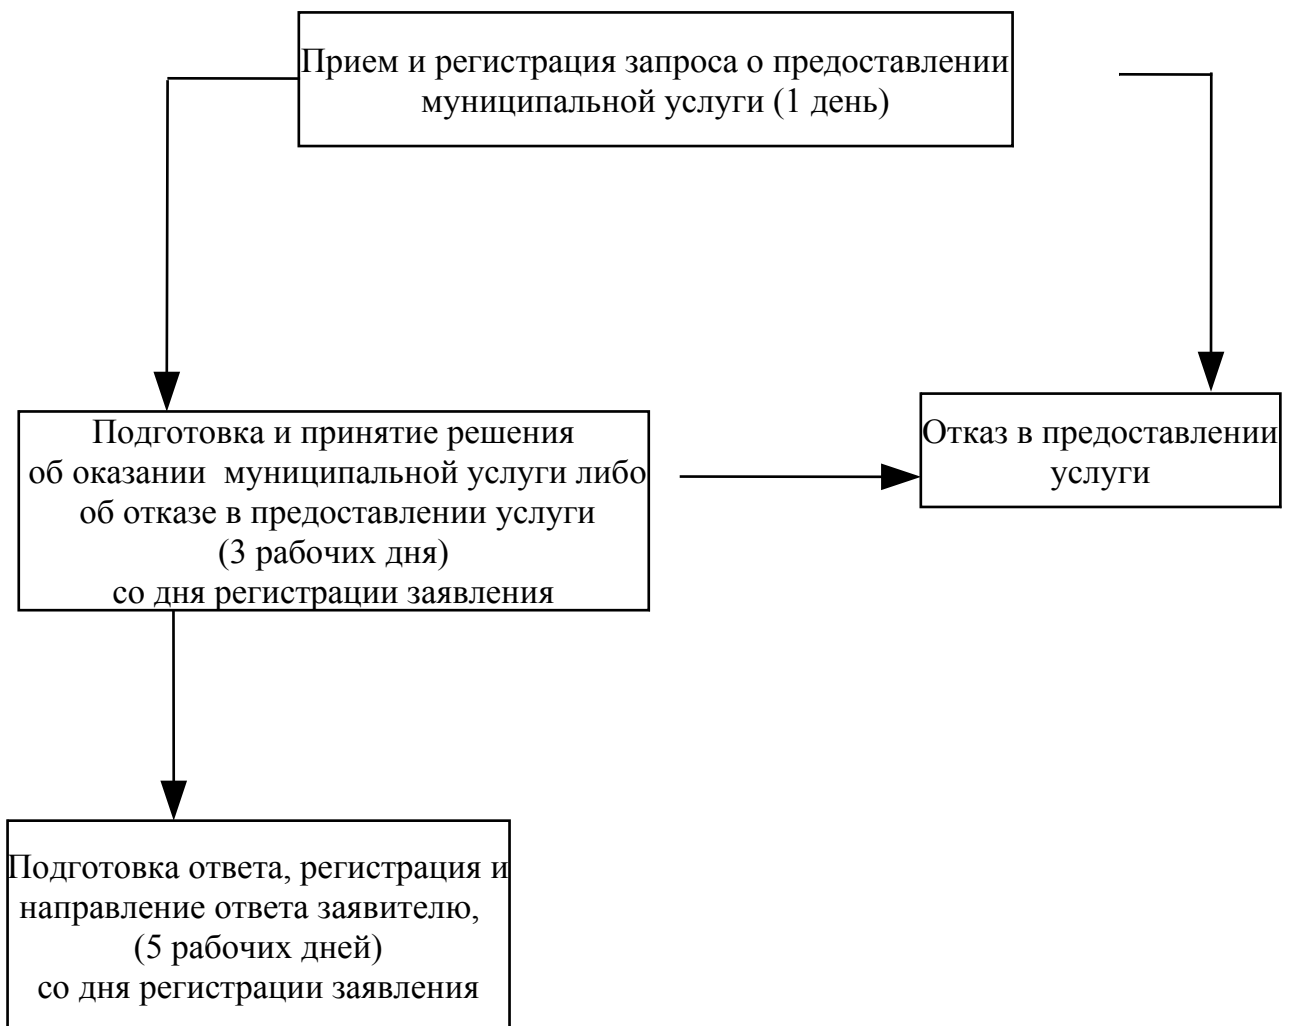 Прием и регистрация запроса о предоставлении
муниципальной услуги (1 день)
Подготовка и принятие решения
об оказании муниципальной услуги либо
об отказе в предоставлении услуги
(3 рабочих дня)
со дня регистрации заявления
Отказ в предоставлении
услуги
Подготовка ответа, регистрация и
направление ответа заявителю,
(5 рабочих дней)
со дня регистрации заявления